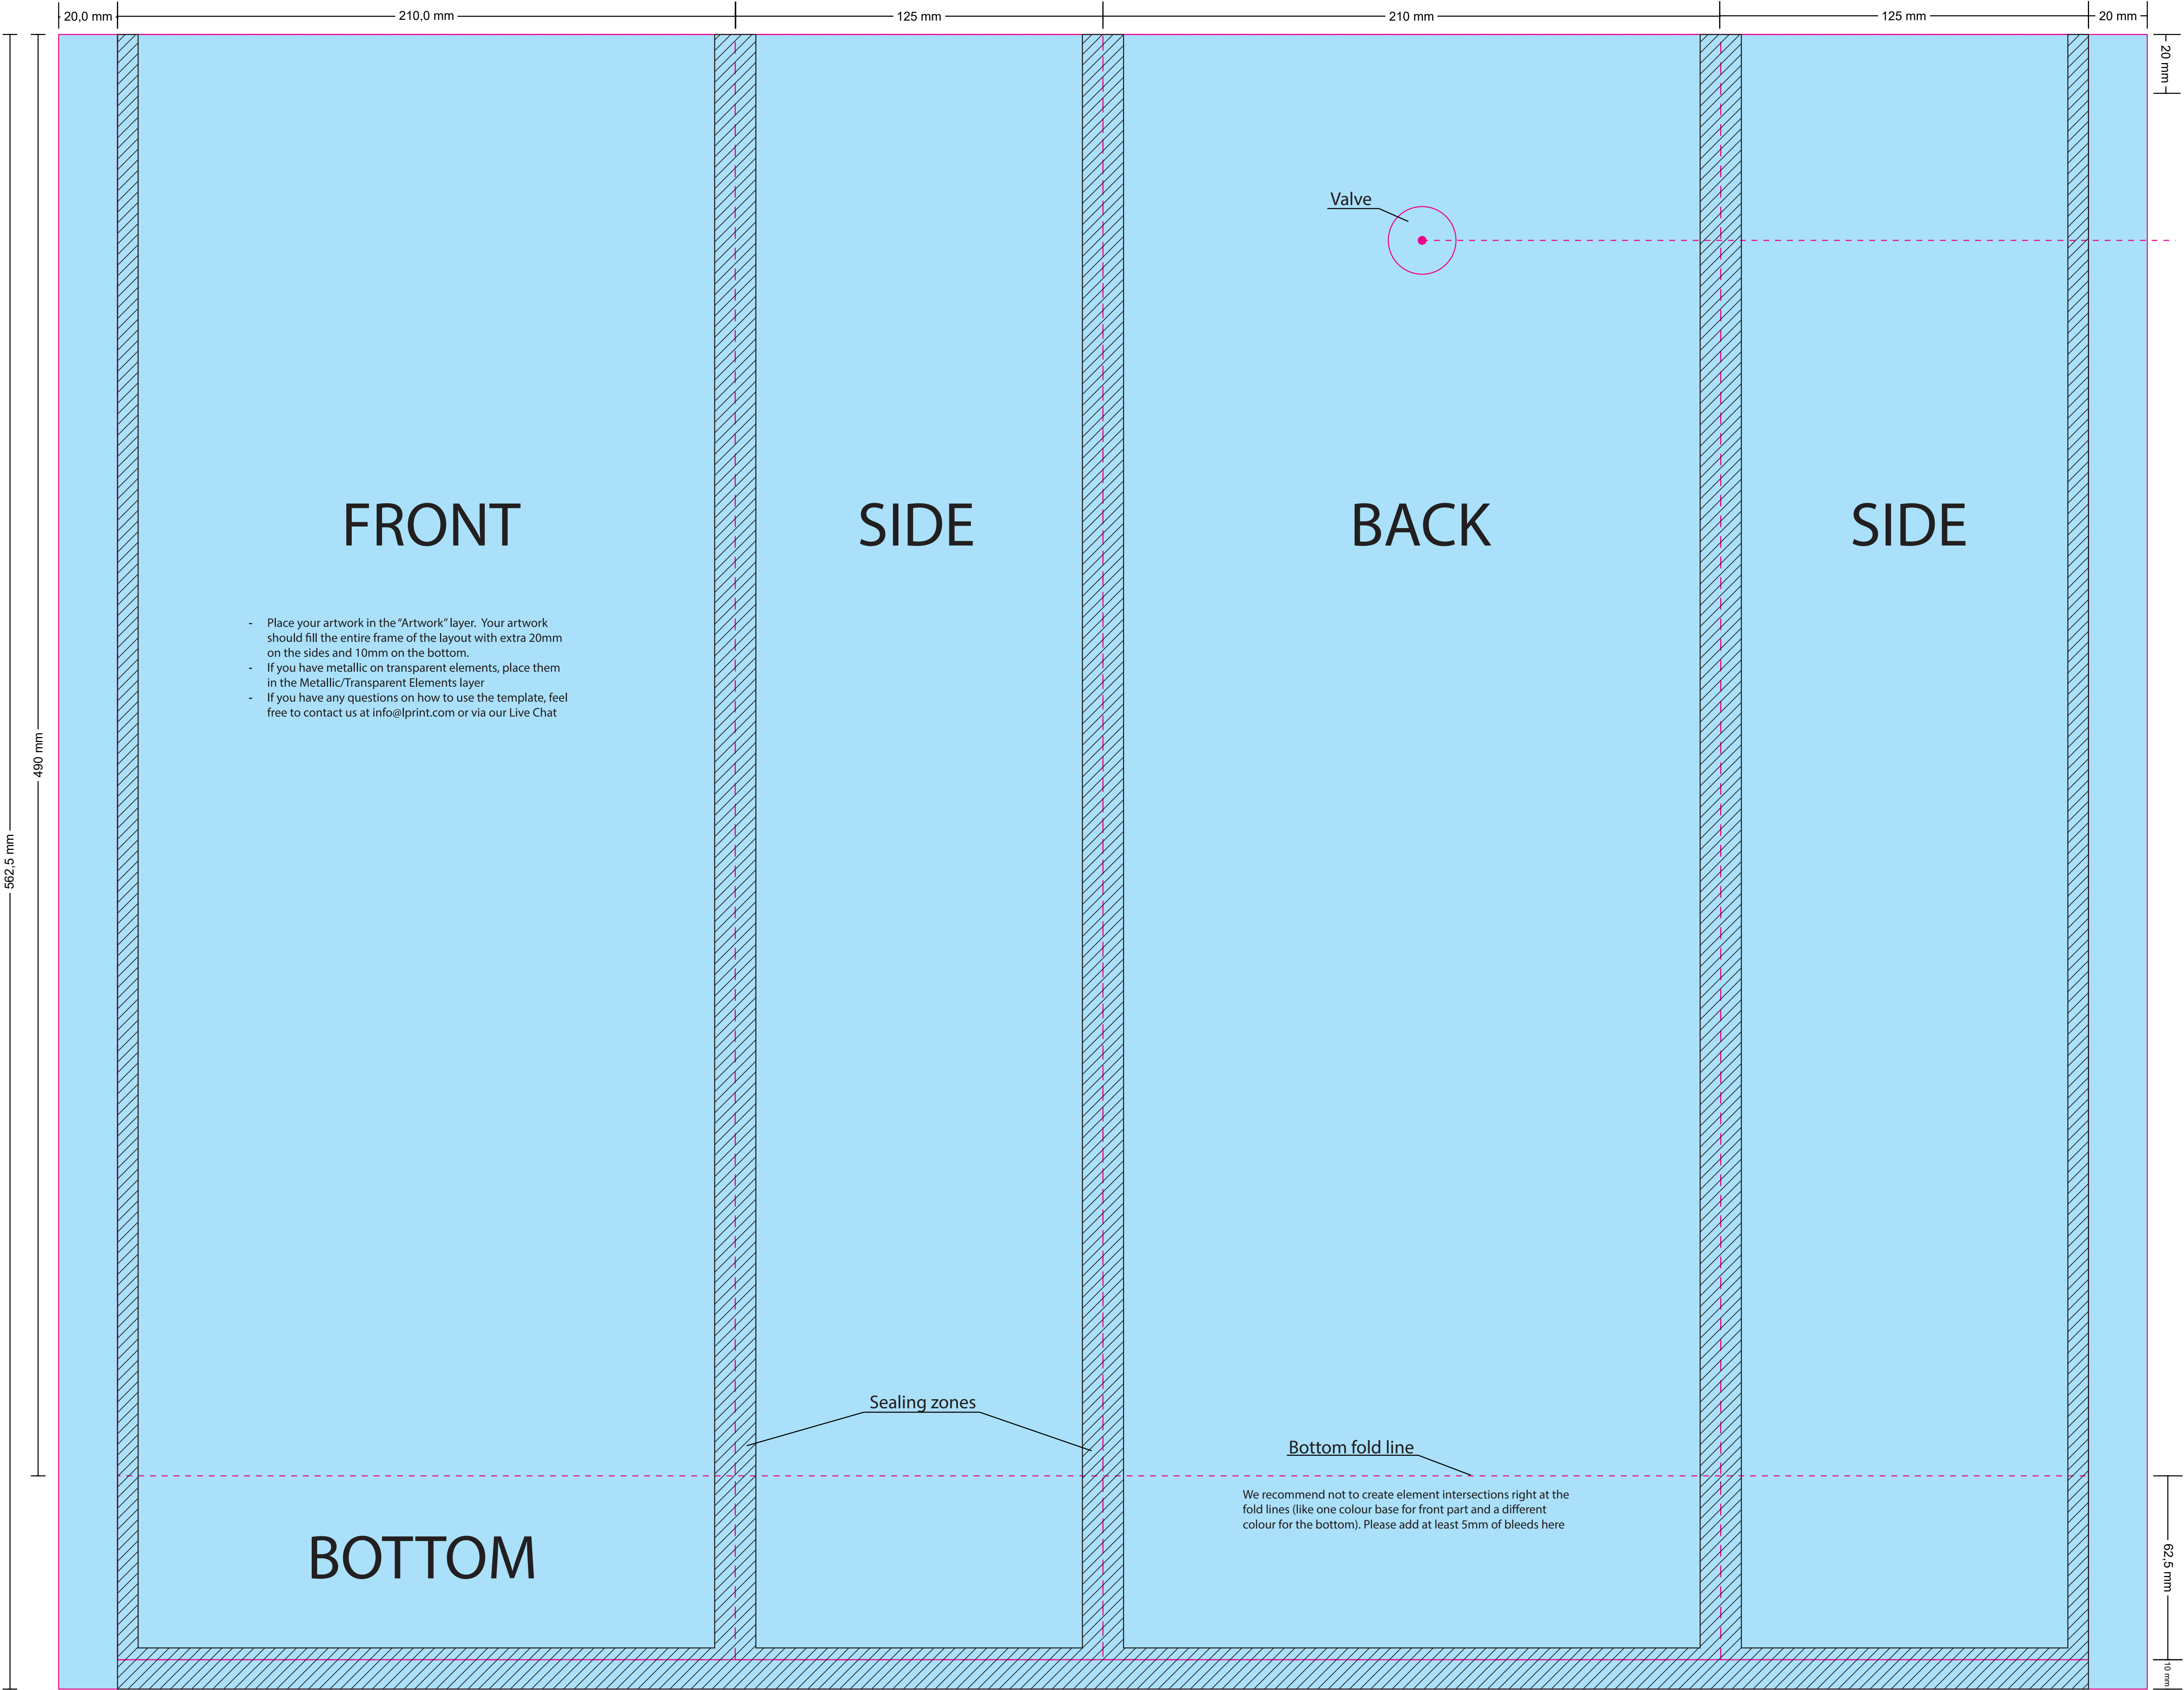 20,0 mm
210,0 mm
125 mm
210 mm
125 mm
20 mm
20 mm
Valve
FRONT
SIDE
BACK
SIDE
- Place your artwork in the “Artwork” layer. Your artwork
should fill the entire frame of the layout with extra 20mm
on the sides and 10mm on the bottom.
- If you have metallic on transparent elements, place them
in the Metallic/Transparent Elements layer
- If you have any questions on how to use the template, feel
free to contact us at info@lprint.com or via our Live Chat
490 mm
562,5 mm
Sealing zones
Bottom fold line
We recommend not to create element intersections right at the
fold lines (like one colour base for front part and a different
colour for the bottom). Please add at least 5mm of bleeds here
BOTTOM
62,5 mm
10 mm